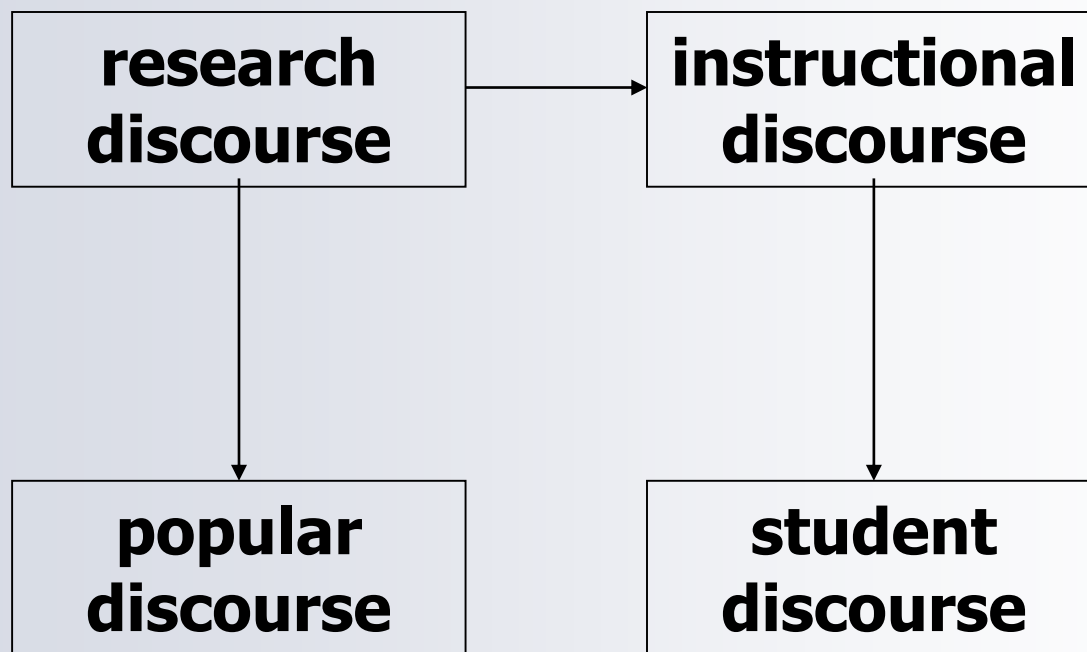 research
discourse
instructional
discourse
popular
discourse
student
discourse